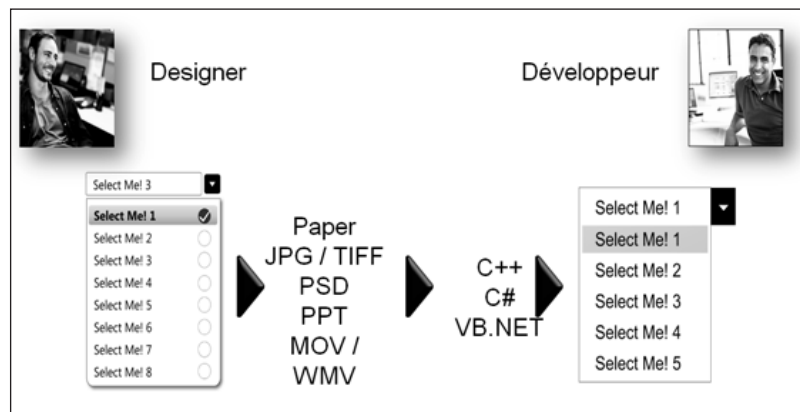 Designer
Développeur
Select Me! 3
Select Me! 1
Select Me! 2
Select Me! 3
Select Me! 4
Select Me! 5
Select Me! 6
Select Me! 7
Select Me! 8
Paper
JPG / TIFF
PSD
PPT
MOV /
WMV
C++
C#
VB.NET
Select Me! 1
Select Me! 1
Select Me! 2
Select Me! 3
Select Me! 4
Select Me! 5